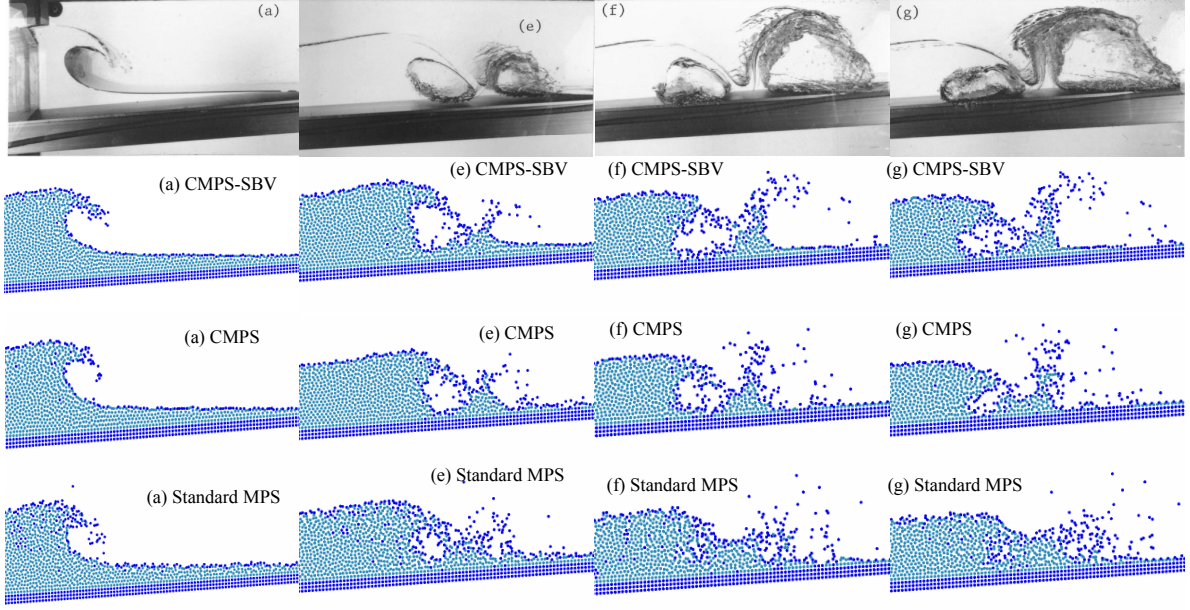 (a)
(e)
(f)
(g)
(a) CMPS-SBV
(e) CMPS-SBV
(f) CMPS-SBV
(g) CMPS-SBV
(a) CMPS
(e) CMPS
(f) CMPS
(g) CMPS
(a) Standard MPS
(e) Standard MPS
(f) Standard MPS
(g) Standard MPS